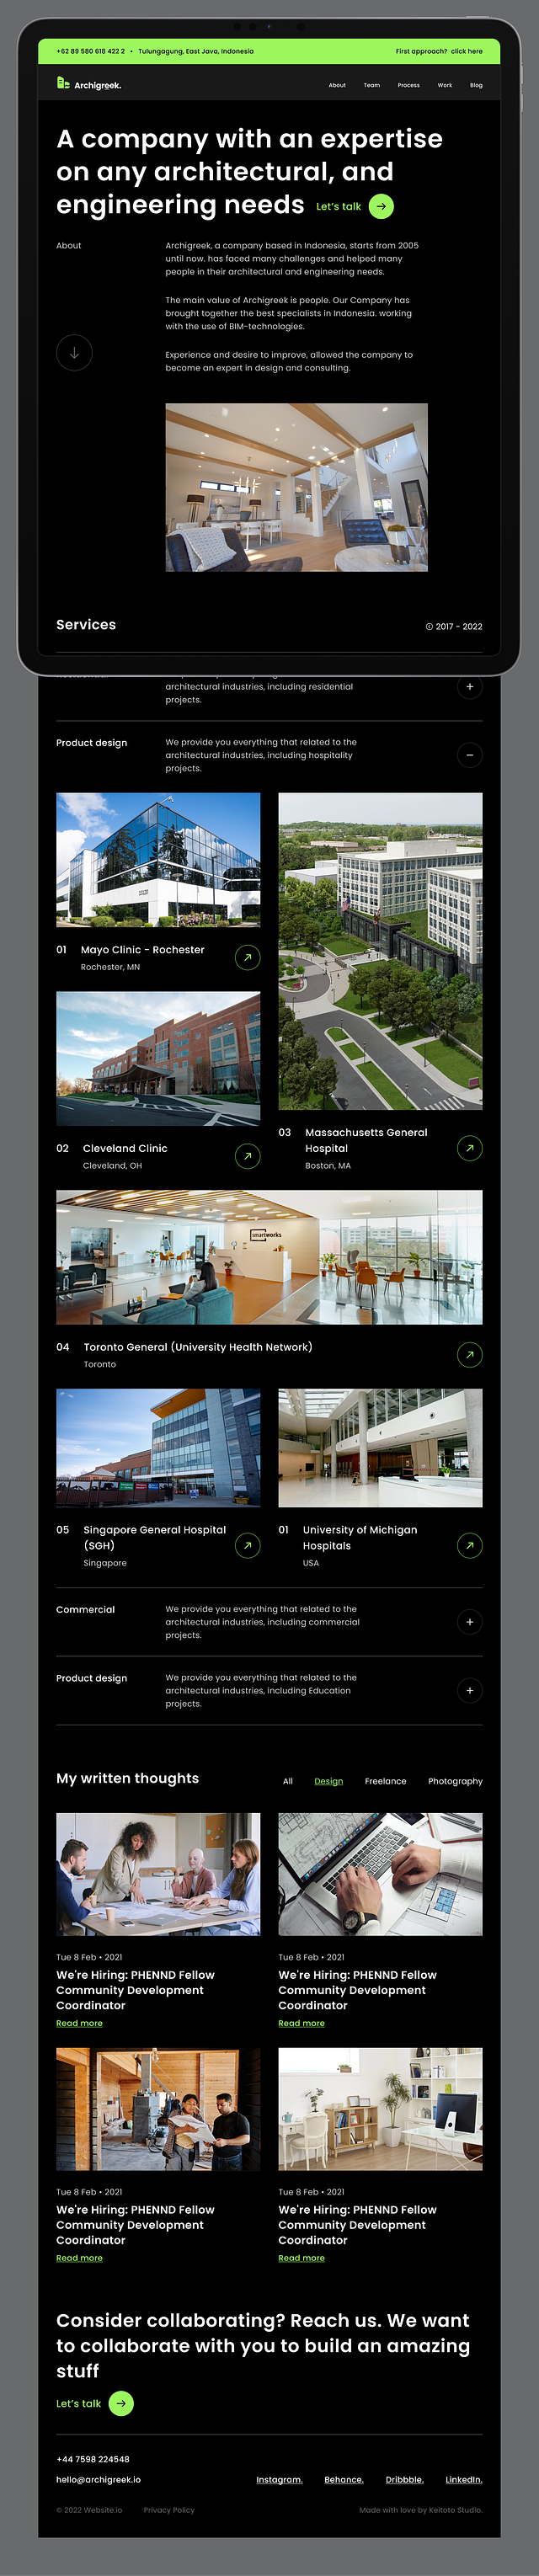 +62 89 580 618 422 2 • Tulungagung, East Java, Indonesia
First approach? click here
Archigreek.
About Team Process Work Blog
A company with an expertise
on any architectural, and
engineering needs Let's talk
About
Archigreek, a company based in Indonesia, starts from 2005
until now. has faced many challenges and helped many
people in their architectural and engineering needs.
The main value of Archigreek is people. Our Company has
brought together the best specialists in Indonesia. working
with the use of BIM-technologies.
Experience and desire to improve, allowed the company to
become an expert in design and consulting.
Services
© 2017 - 2022
architectural industries, including residential
projects.
Product design
We provide you everything that related to the
architectural industries, including hospitality
projects.
01 Mayo Clinic - Rochester
Rochester, MN
02 Cleveland Clinic
Cleveland, OH
03 Massachusetts General
Hospital
Boston, MA
smartworks
04 Toronto General (University Health Network)
Toronto
05 Singapore General Hospital
(SGH)
Singapore
01 University of Michigan
Hospitals
USA
Commercial
We provide you everything that related to the
architectural industries, including commercial
projects.
Product design
We provide you everything that related to the
architectural industries, including Education
projects.
My written thoughts
All Design Freelance Photography
Tue 8 Feb • 2021
We're Hiring: PHENND Fellow
Community Development
Coordinator
Read more
Tue 8 Feb • 2021
We're Hiring: PHENND Fellow
Community Development
Coordinator
Read more
Tue 8 Feb • 2021
We're Hiring: PHENND Fellow
Community Development
Coordinator
Read more
Tue 8 Feb • 2021
We're Hiring: PHENND Fellow
Community Development
Coordinator
Read more
Consider collaborating? Reach us. We want
to collaborate with you to build an amazing
stuff
Let's talk
+44 7598 224548
hello@archigreek.io
Instagram. Behance. Dribbble. LinkedIn.
© 2022 Website.io Privacy Policy
Made with love by Keitoto Studio.